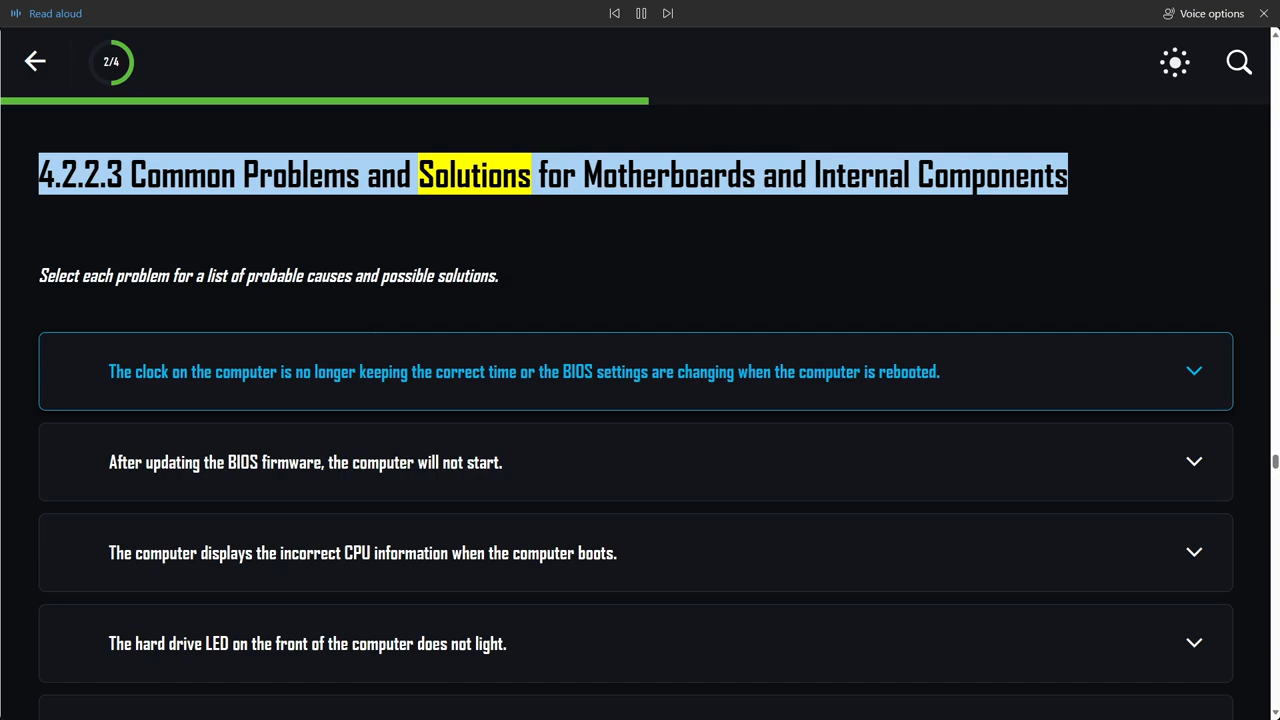 Read aloud
Voice options
2/4
4.2.2.3 Common Problems and Solutions for Motherboards and Internal Components
Select each problem for a list of probable causes and possible solutions.
The clock on the computer is no longer keeping the correct time or the BIOS settings are changing when the computer is rebooted.
After updating the BIOS firmware, the computer will not start.
The computer displays the incorrect CPU information when the computer boots.
The hard drive LED on the front of the computer does not light.